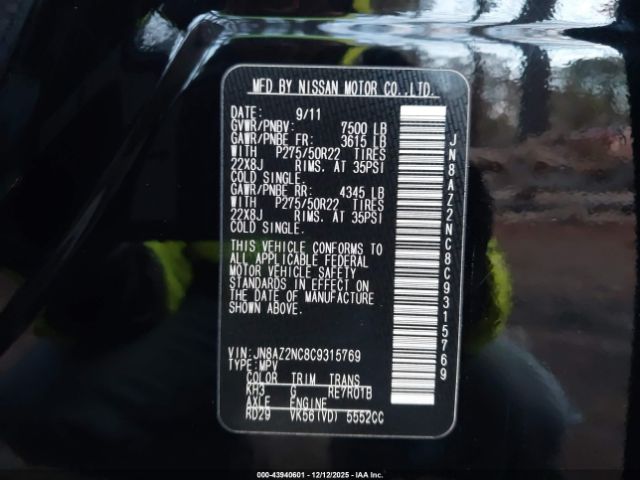 MFD BY NISSAN MOTOR CO.,LTD.
DATE: 9/11
GVWR/PNBV: 7500 LB
GAWR/PNBE FR: 3615 LB
WITH P275/50R22 TIRES
22X8J RIMS. AT 35PSI
COLD SINGLE.
GAWR/PNBE RR: 4345 LB
WITH P275/50R22 TIRES
22X8J RIMS. AT 35PSI
COLD SINGLE.
THIS VEHICLE CONFORMS TO
ALL APPLICABLE FEDERAL
MOTOR VEHICLE SAFETY
STANDARDS IN EFFECT ON
THE DATE OF MANUFACTURE
SHOWN ABOVE.
VIN: JN8AZ2NC8C9315769
TYPE: MPV
COLOR TRIM TRANS
KH3 G RE7R01B
AXLE ENGINE
RD29 VK56(VD) 5552CC
JN8AZ2NC8C9315769
000-43940601 - 12/12/2025 - IAA Inc.